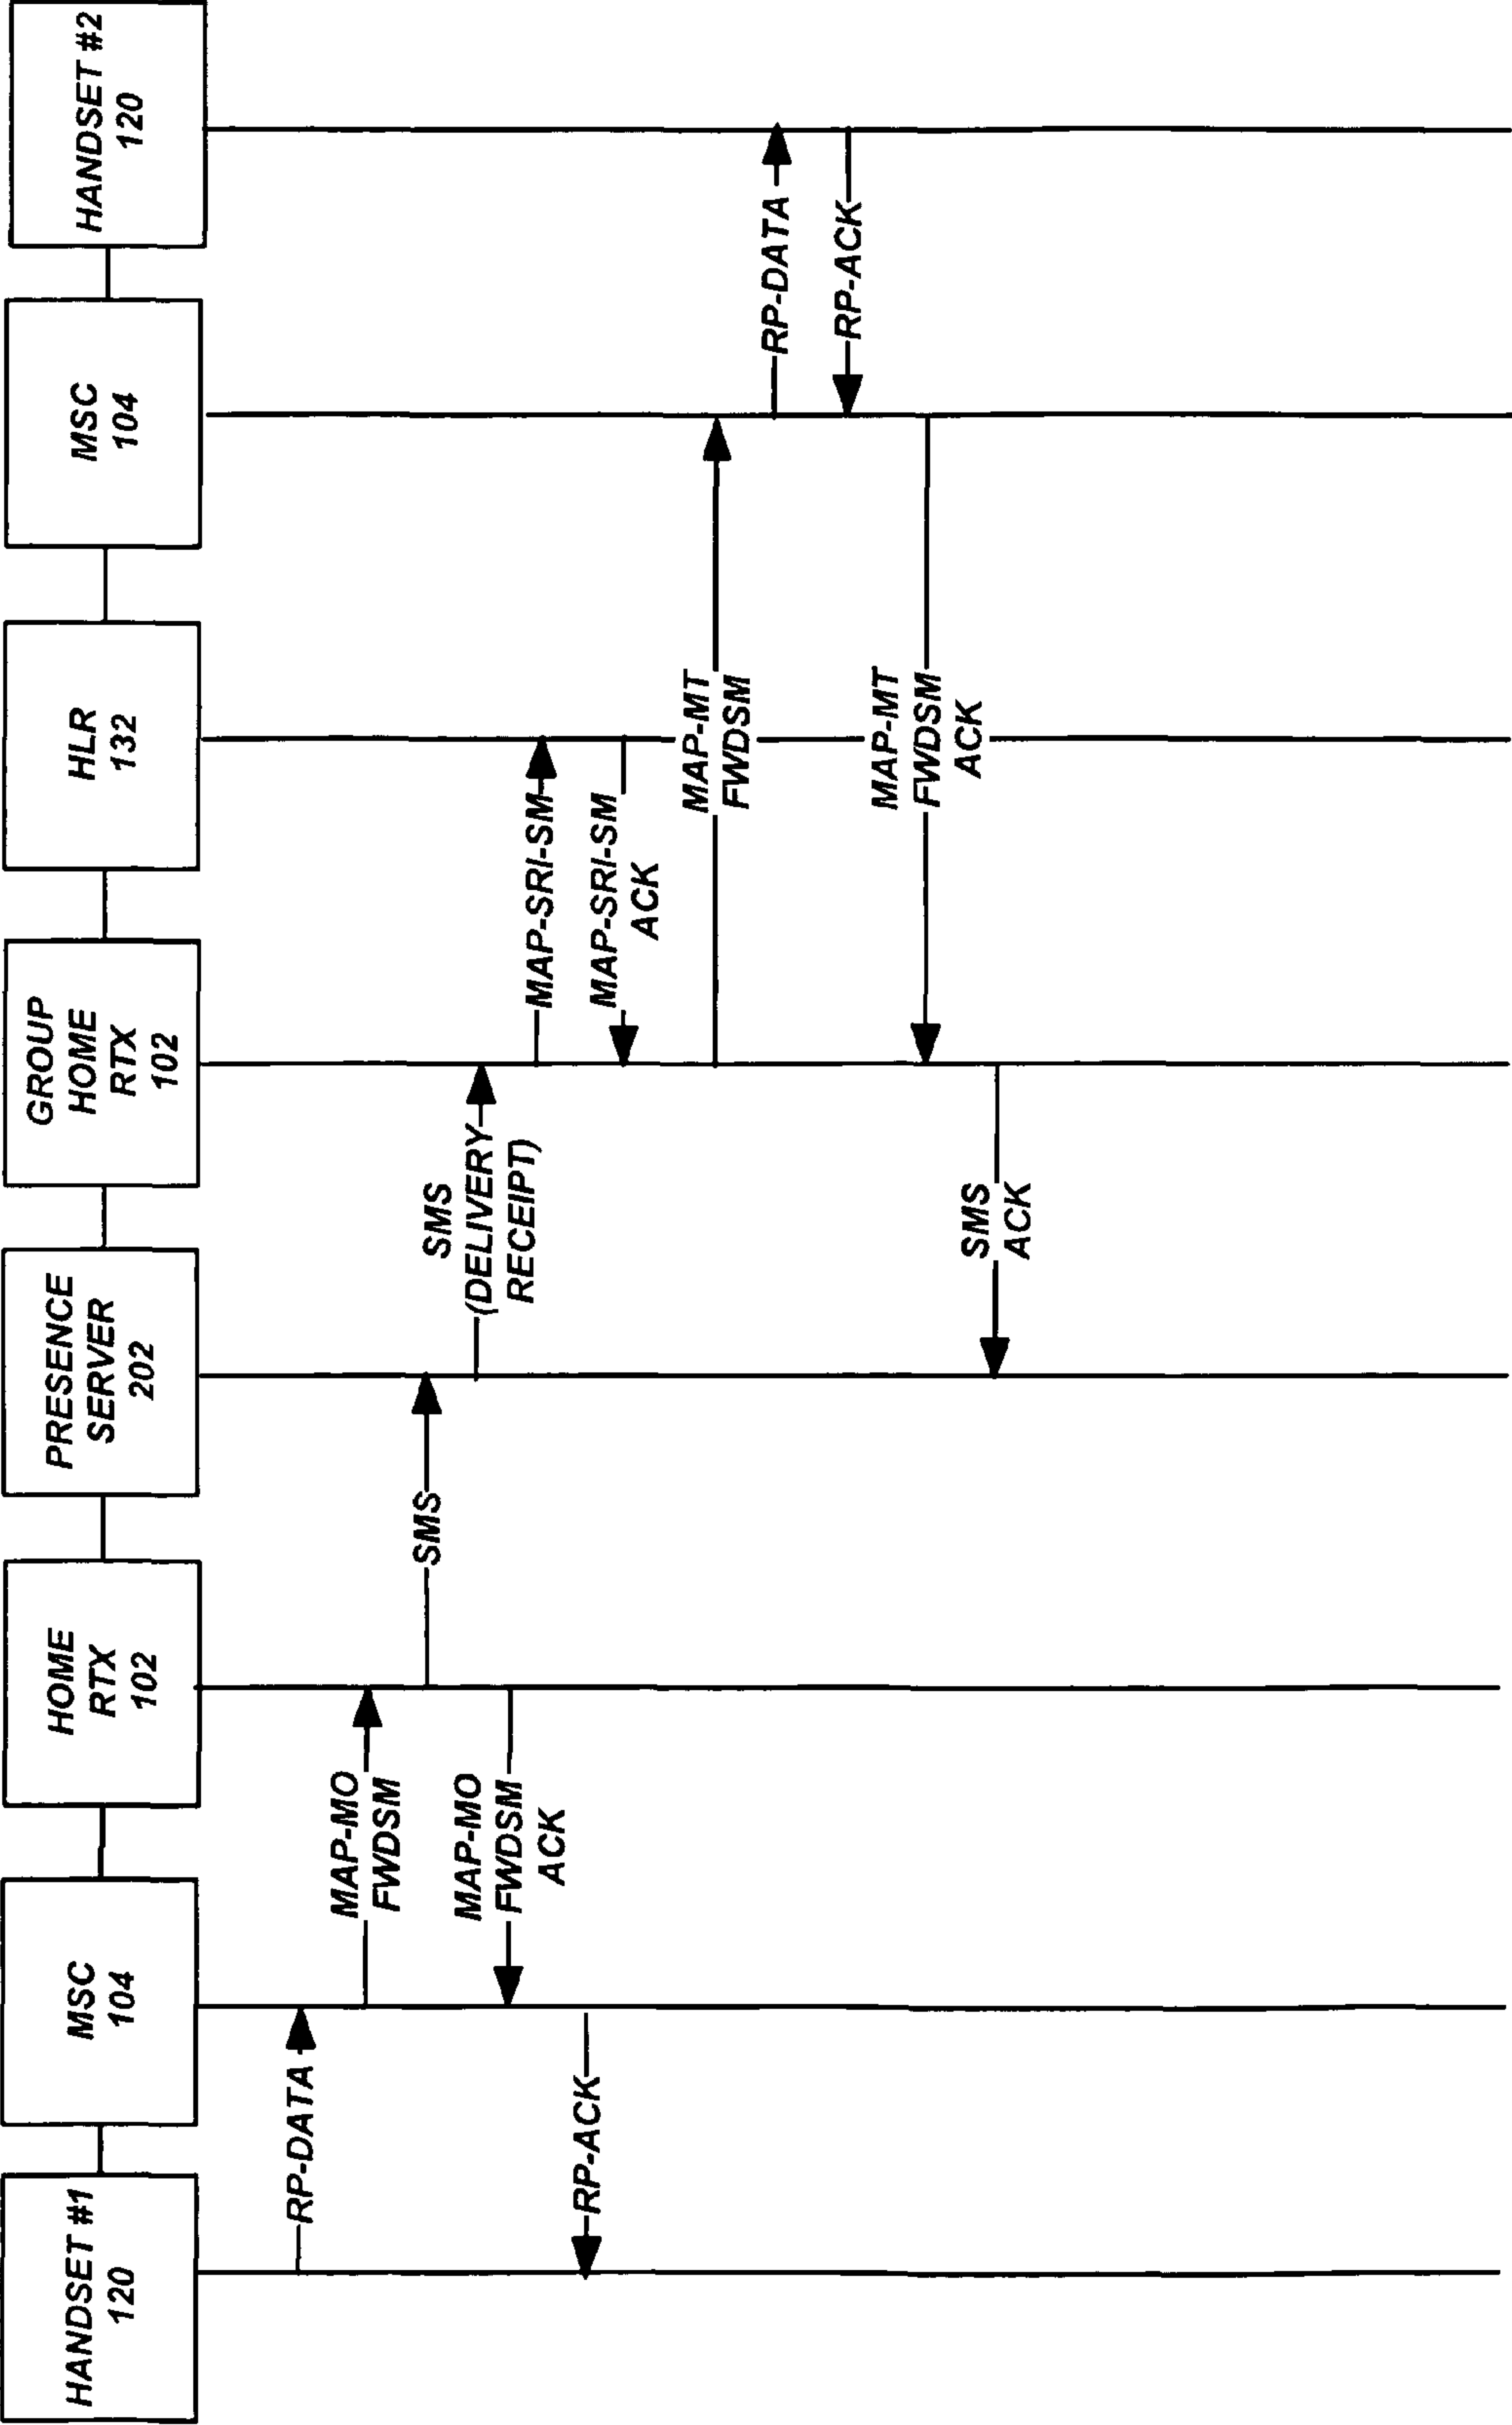 HANDSET #1
120
MSC
104
HOME
RTX
102
PRESENCE
SERVER
202
GROUP
HOME
RTX
102
HLR
132
MSC
104
HANDSET #2
120
RP-DATA
MAP-MO
FWDSM
SMS
SMS
(DELIVERY
RECEIPT)
MAP-MO
FWDSM
ACK
MAP-SRI-SM
RP-ACK
MAP-SRI-SM
ACK
MAP-MT
FWDSM
RP-DATA
RP-ACK
MAP-MT
FWDSM
ACK
SMS
ACK